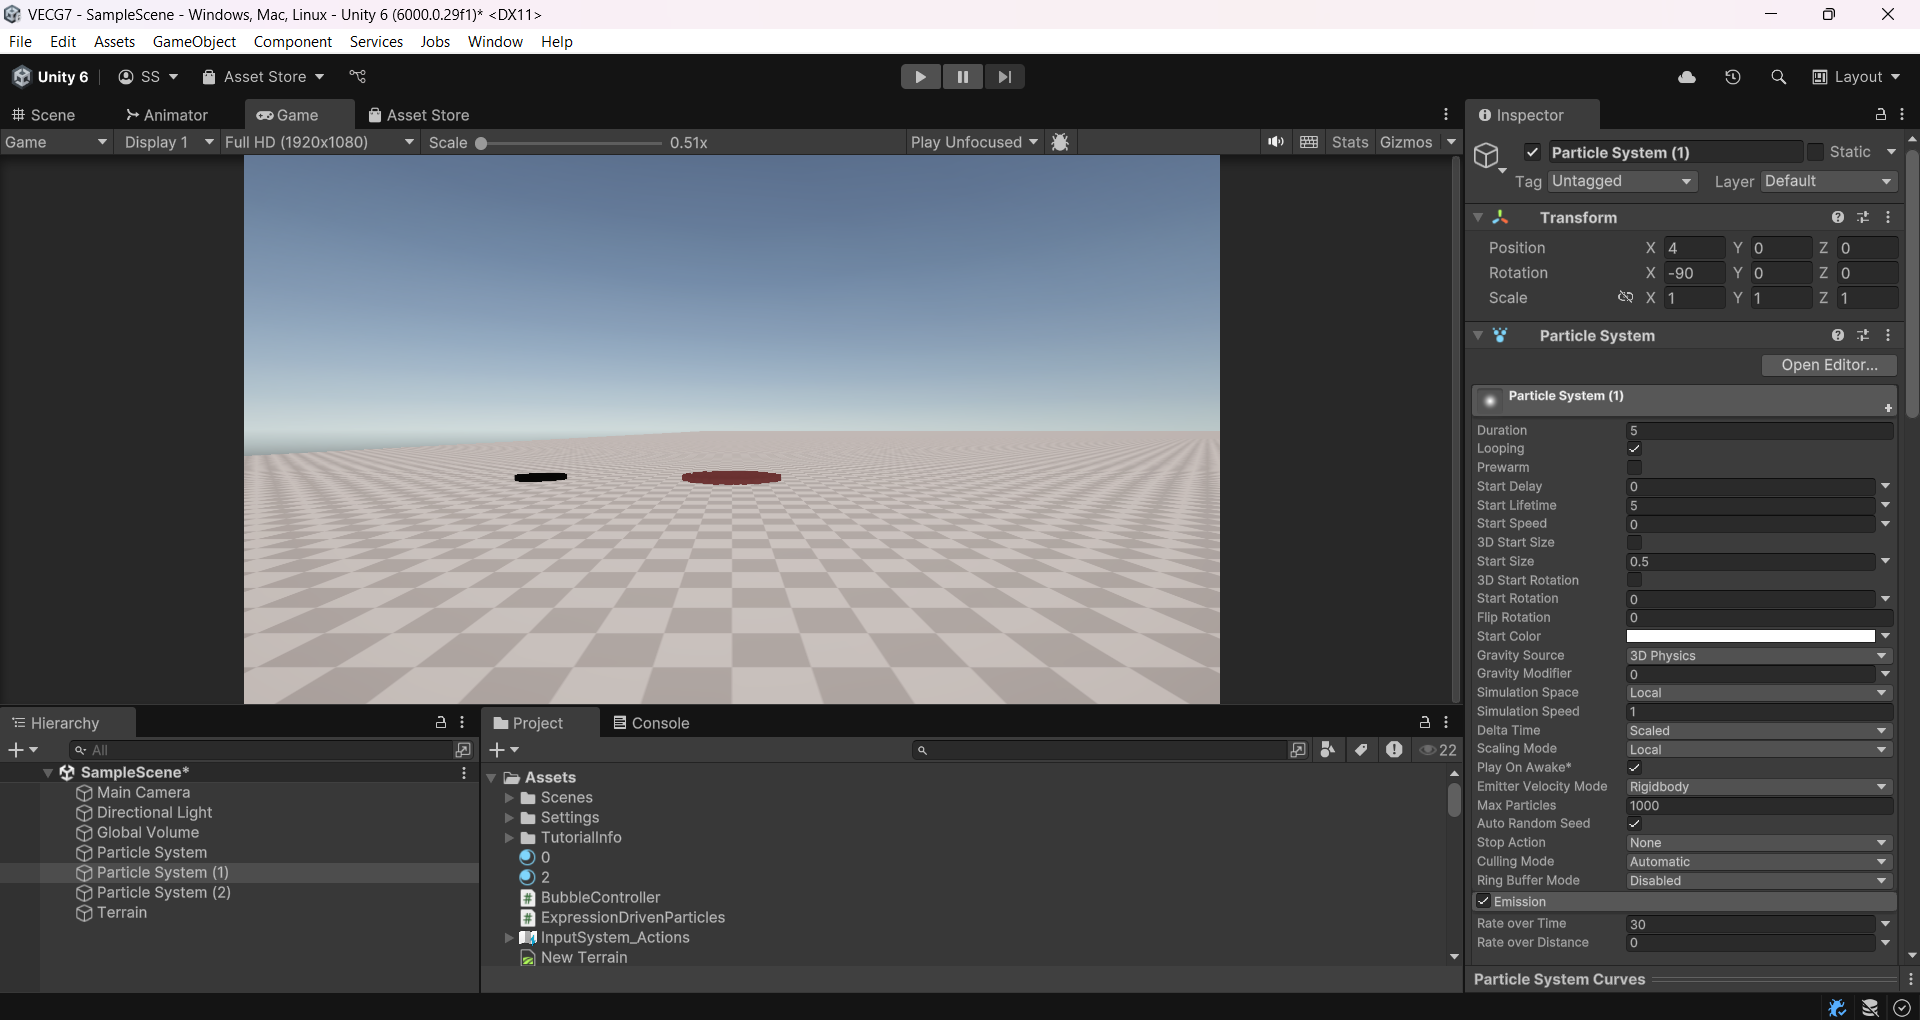 VECG7 - SampleScene - Windows, Mac, Linux - Unity 6 (6000.0.29f1)* <DX11>
File Edit Assets GameObject Component Services Jobs Window Help
Unity 6 SS Asset Store Layout
Scene Animator Game Asset Store
Game Display 1 Full HD (1920x1080) Scale 0.51x Play Unfocused Stats Gizmos
Inspector
Particle System (1) Static
Tag Untagged Layer Default
Transform
Position X 4 Y 0 Z 0
Rotation X -90 Y 0 Z 0
Scale X 1 Y 1 Z 1
Particle System
Open Editor...
Particle System (1)
Duration 5
Looping
Prewarm
Start Delay 0
Start Lifetime 5
Start Speed 0
3D Start Size
Start Size 0.5
3D Start Rotation
Start Rotation 0
Flip Rotation 0
Start Color
Gravity Source 3D Physics
Gravity Modifier 0
Simulation Space Local
Simulation Speed 1
Delta Time Scaled
Scaling Mode Local
Play On Awake*
Emitter Velocity Mode Rigidbody
Max Particles 1000
Auto Random Seed
Stop Action None
Culling Mode Automatic
Ring Buffer Mode Disabled
Emission
Rate over Time 30
Rate over Distance 0
Particle System Curves
Hierarchy
All
SampleScene*
Main Camera
Directional Light
Global Volume
Particle System
Particle System (1)
Particle System (2)
Terrain
Project Console
22
Assets
Scenes
Settings
TutorialInfo
0
2
BubbleController
ExpressionDrivenParticles
InputSystem_Actions
New Terrain